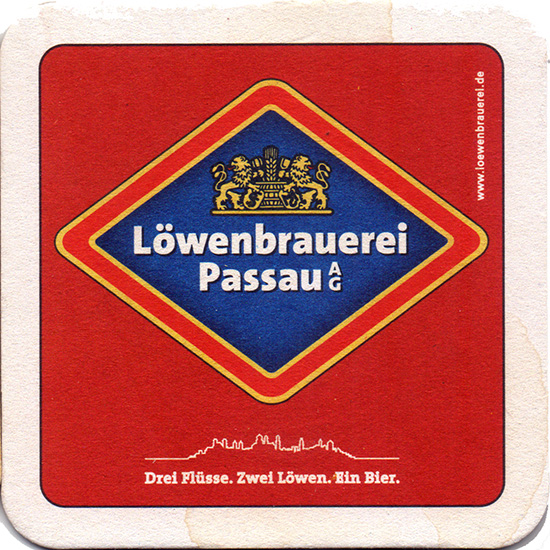 www.loewenbrauerei.de
Löwenbrauerei
Passau AG
Drei Flüsse. Zwei Löwen. Ein Bier.